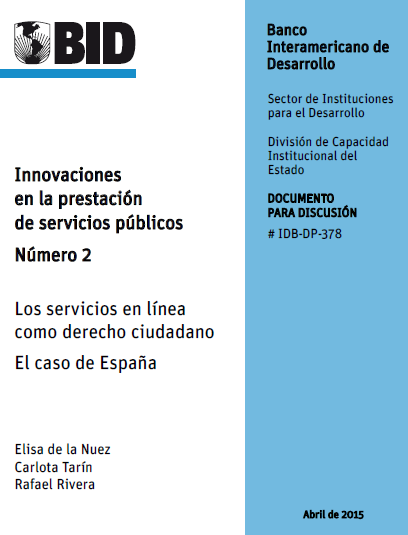 BID
Innovaciones
en la prestación
de servicios públicos
Número 2
Los servicios en línea
como derecho ciudadano
El caso de España
Elisa de la Nuez
Carlota Tarín
Rafael Rivera
Banco
Interamericano de
Desarrollo
Sector de Instituciones
para el Desarrollo
División de Capacidad
Institucional del
Estado
DOCUMENTO
PARA DISCUSIÓN
# IDB-DP-378
Abril de 2015